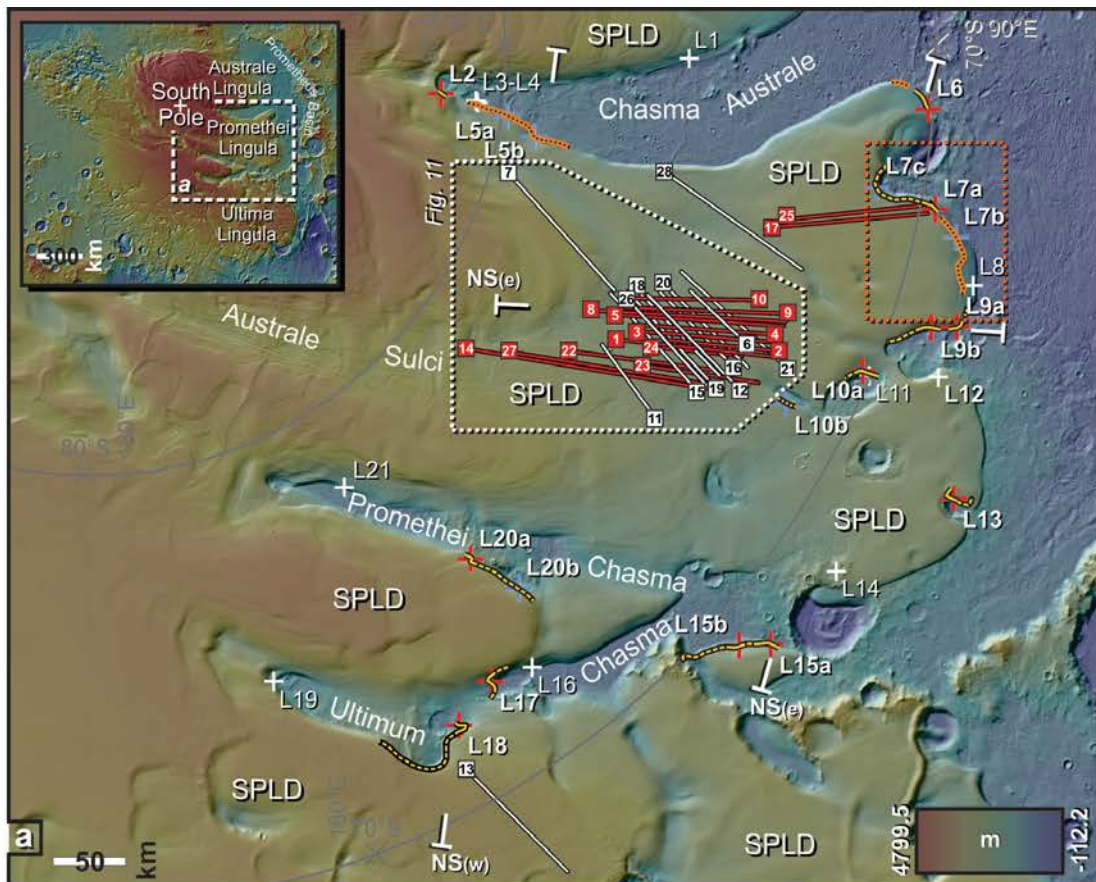 SPLD
L1
Australe
Lingula
Prometheus Basin
South
Pole
Promethei
Lingula
a
Ultima
Lingula
300
km
L2
L3-L4
Chasma Australe
70°S 90°E
L6
L5a
L5b
Fig. 11
7
28
SPLD
L7c
L7a
L7b
25
17
L8
NS(e)
18
20
26
10
8
5
9
L9a
3
4
1
24
6
2
L9b
Australe Sulci
14
27
22
23
16
21
15
19
12
L10a
L11
L12
SPLD
11
L10b
80°S
L21
Promethei Chasma
SPLD
L13
L20a
L20b
L14
SPLD
L15b
L15a
NS(e)
L16
L17
L19
Ultimum Chasma
L18
13
SPLD
SPLD
NS(w)
a
50
km
4799.5
m
-112.2